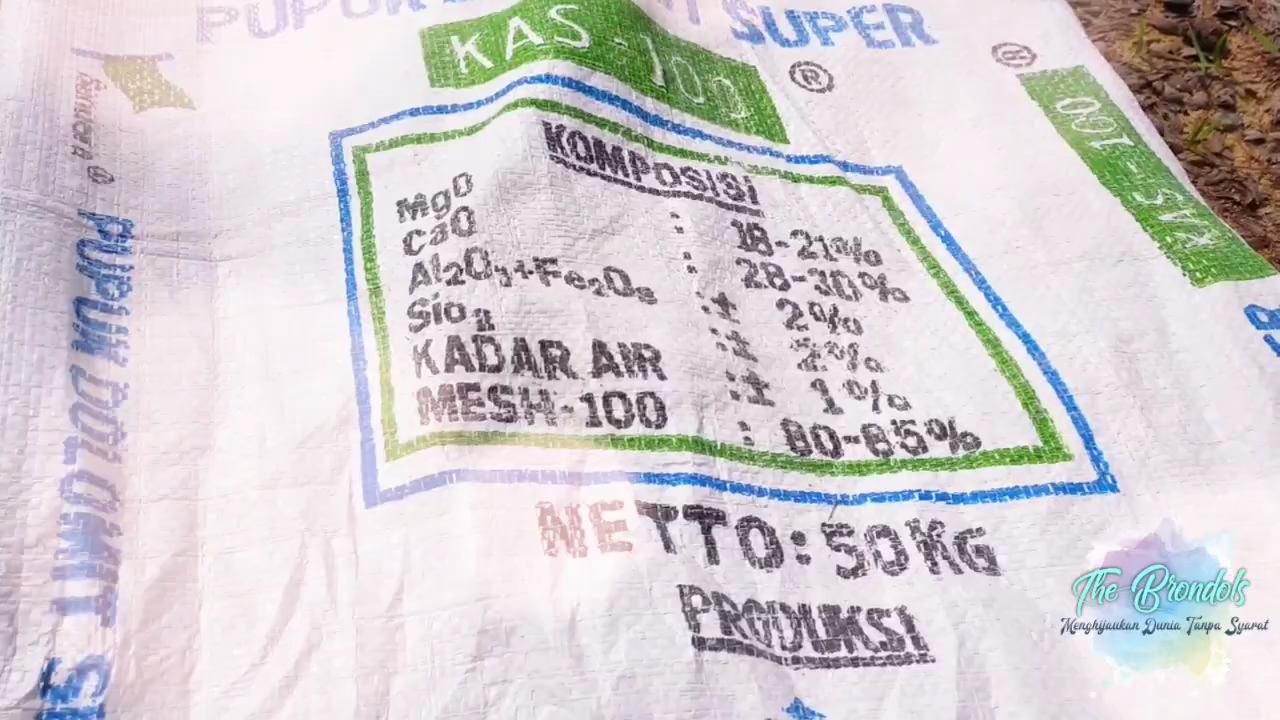 SUPER
KAS - 100
®
®
KAS - 100
KOMPOSISI
MgO : 18-21%
CaO : 28-30%
Al₂O₃+Fe₂O₃ :± 2%
SiO₂ :± 2%
KADAR AIR :± 1%
MESH-100 : 80-85%
NETTO: 50KG
PRODUKSI
PUPUK DOLOMIT S
The Brondols
Menghijaukan Dunia Tanpa Syarat